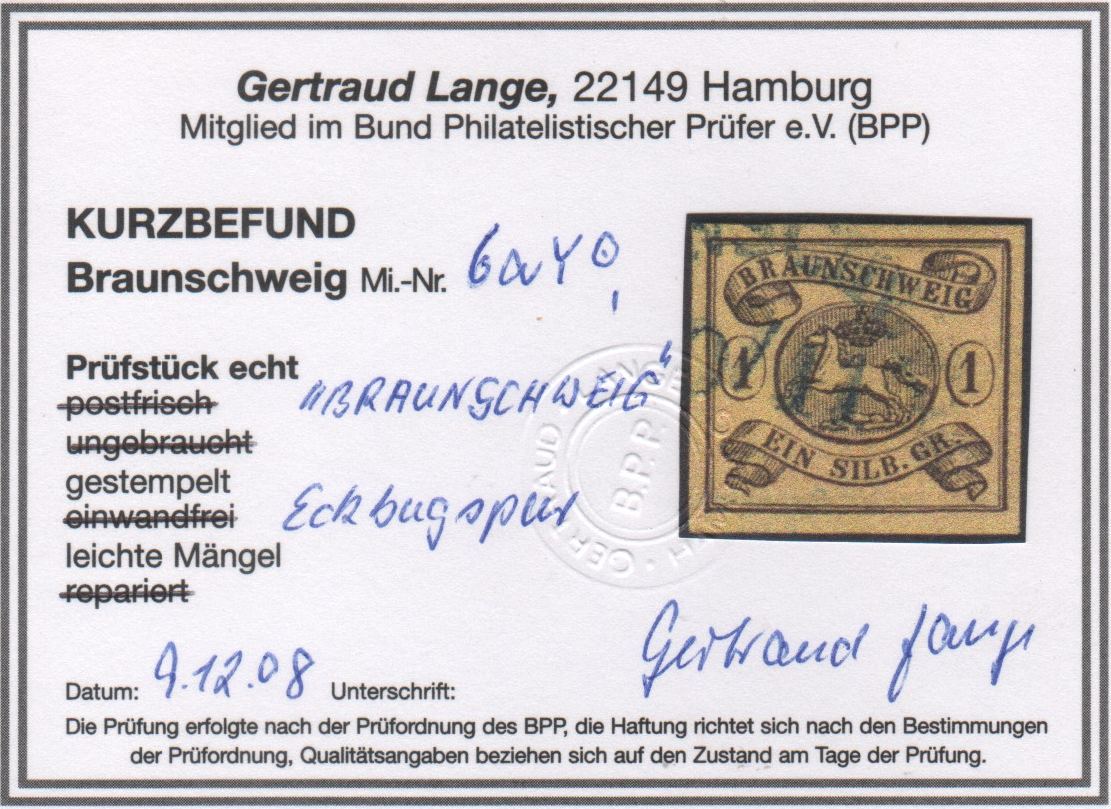 Gertraud Lange, 22149 Hamburg
Mitglied im Bund Philatelistischer Prüfer e.V. (BPP)
KURZBEFUND
Braunschweig Mi.-Nr. 6a y ⊙
Prüfstück echt
postfrisch „BRAUNSCHWEIG“
ungebraucht
gestempelt
einwandfrei Eckbugspur
leichte Mängel
repariert
BRAUNSCHWEIG
1 1
EIN SILB. GR.
B.P.P.
Datum: 9.12.08 Unterschrift: Gertraud Lange
Die Prüfung erfolgte nach der Prüfordnung des BPP, die Haftung richtet sich nach den Bestimmungen
der Prüfordnung, Qualitätsangaben beziehen sich auf den Zustand am Tage der Prüfung.